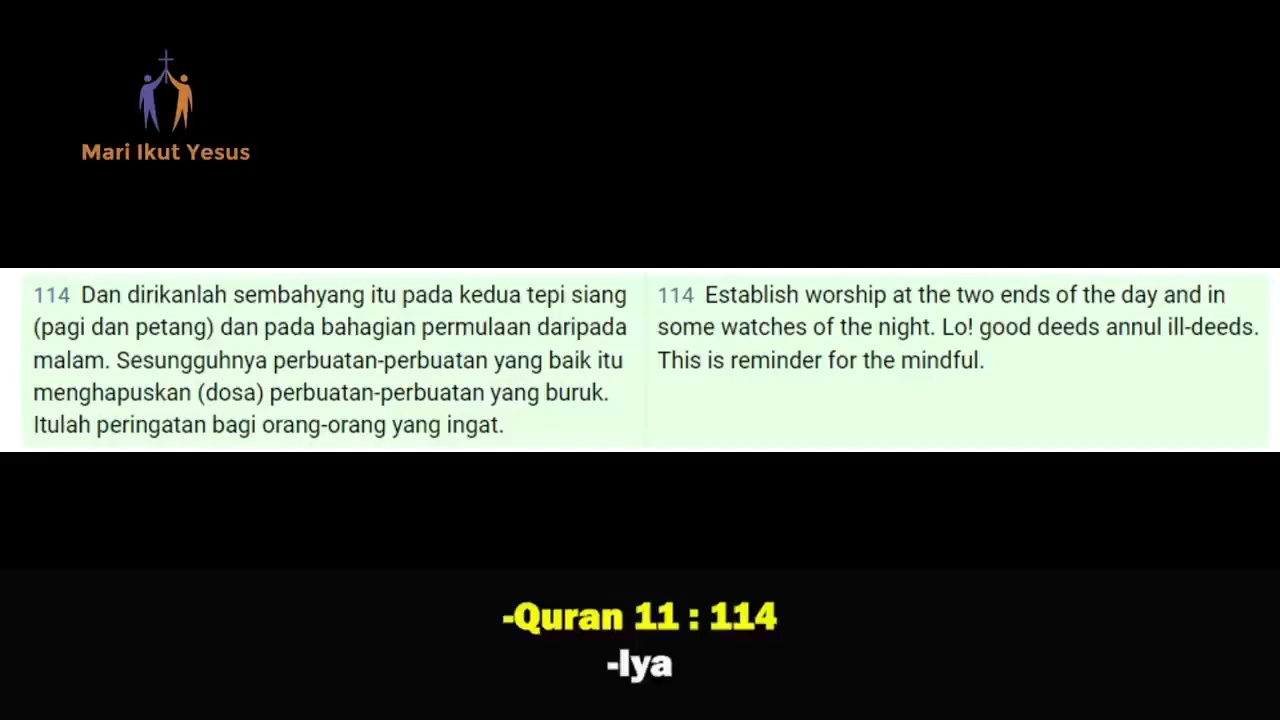 Mari Ikut Yesus
114 Dan dirikanlah sembahyang itu pada kedua tepi siang
(pagi dan petang) dan pada bahagian permulaan daripada
malam. Sesungguhnya perbuatan-perbuatan yang baik itu
menghapuskan (dosa) perbuatan-perbuatan yang buruk.
Itulah peringatan bagi orang-orang yang ingat.
114 Establish worship at the two ends of the day and in
some watches of the night. Lo! good deeds annul ill-deeds.
This is reminder for the mindful.
-Quran 11 : 114
-Iya